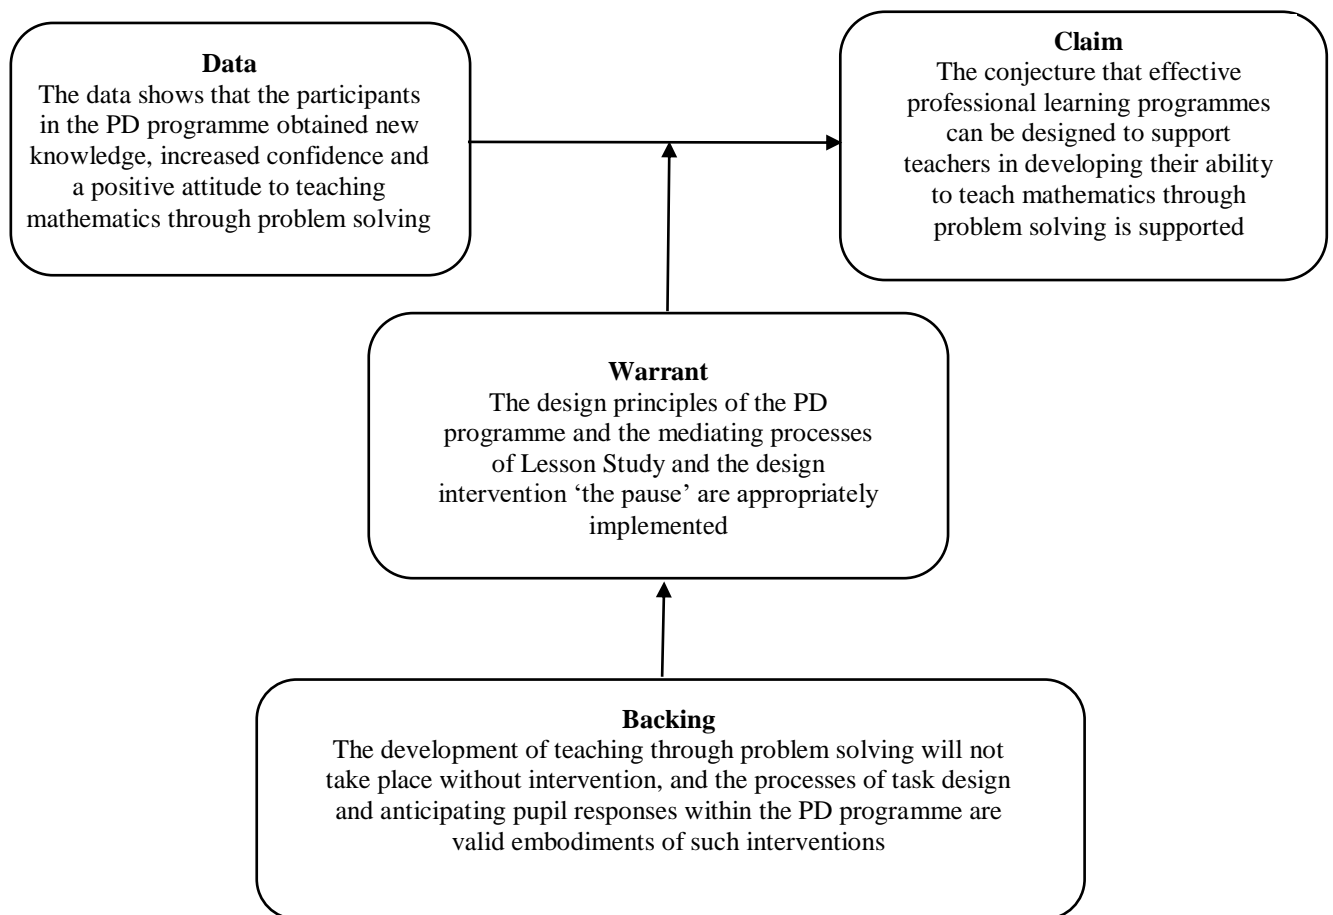 Data
The data shows that the participants
in the PD programme obtained new
knowledge, increased confidence and
a positive attitude to teaching
mathematics through problem solving
Claim
The conjecture that effective
professional learning programmes
can be designed to support
teachers in developing their ability
to teach mathematics through
problem solving is supported
Warrant
The design principles of the PD
programme and the mediating processes
of Lesson Study and the design
intervention ‘the pause’ are appropriately
implemented
Backing
The development of teaching through problem solving will not
take place without intervention, and the processes of task design
and anticipating pupil responses within the PD programme are
valid embodiments of such interventions